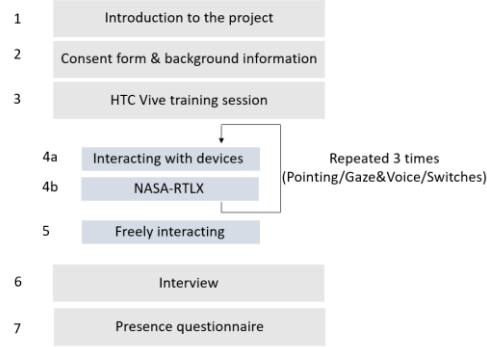 1 Introduction to the project
2 Consent form & background information
3 HTC Vive training session
4a Interacting with devices
4b NASA-RTLX
Repeated 3 times
(Pointing/Gaze&Voice/Switches)
5 Freely interacting
6 Interview
7 Presence questionnaire